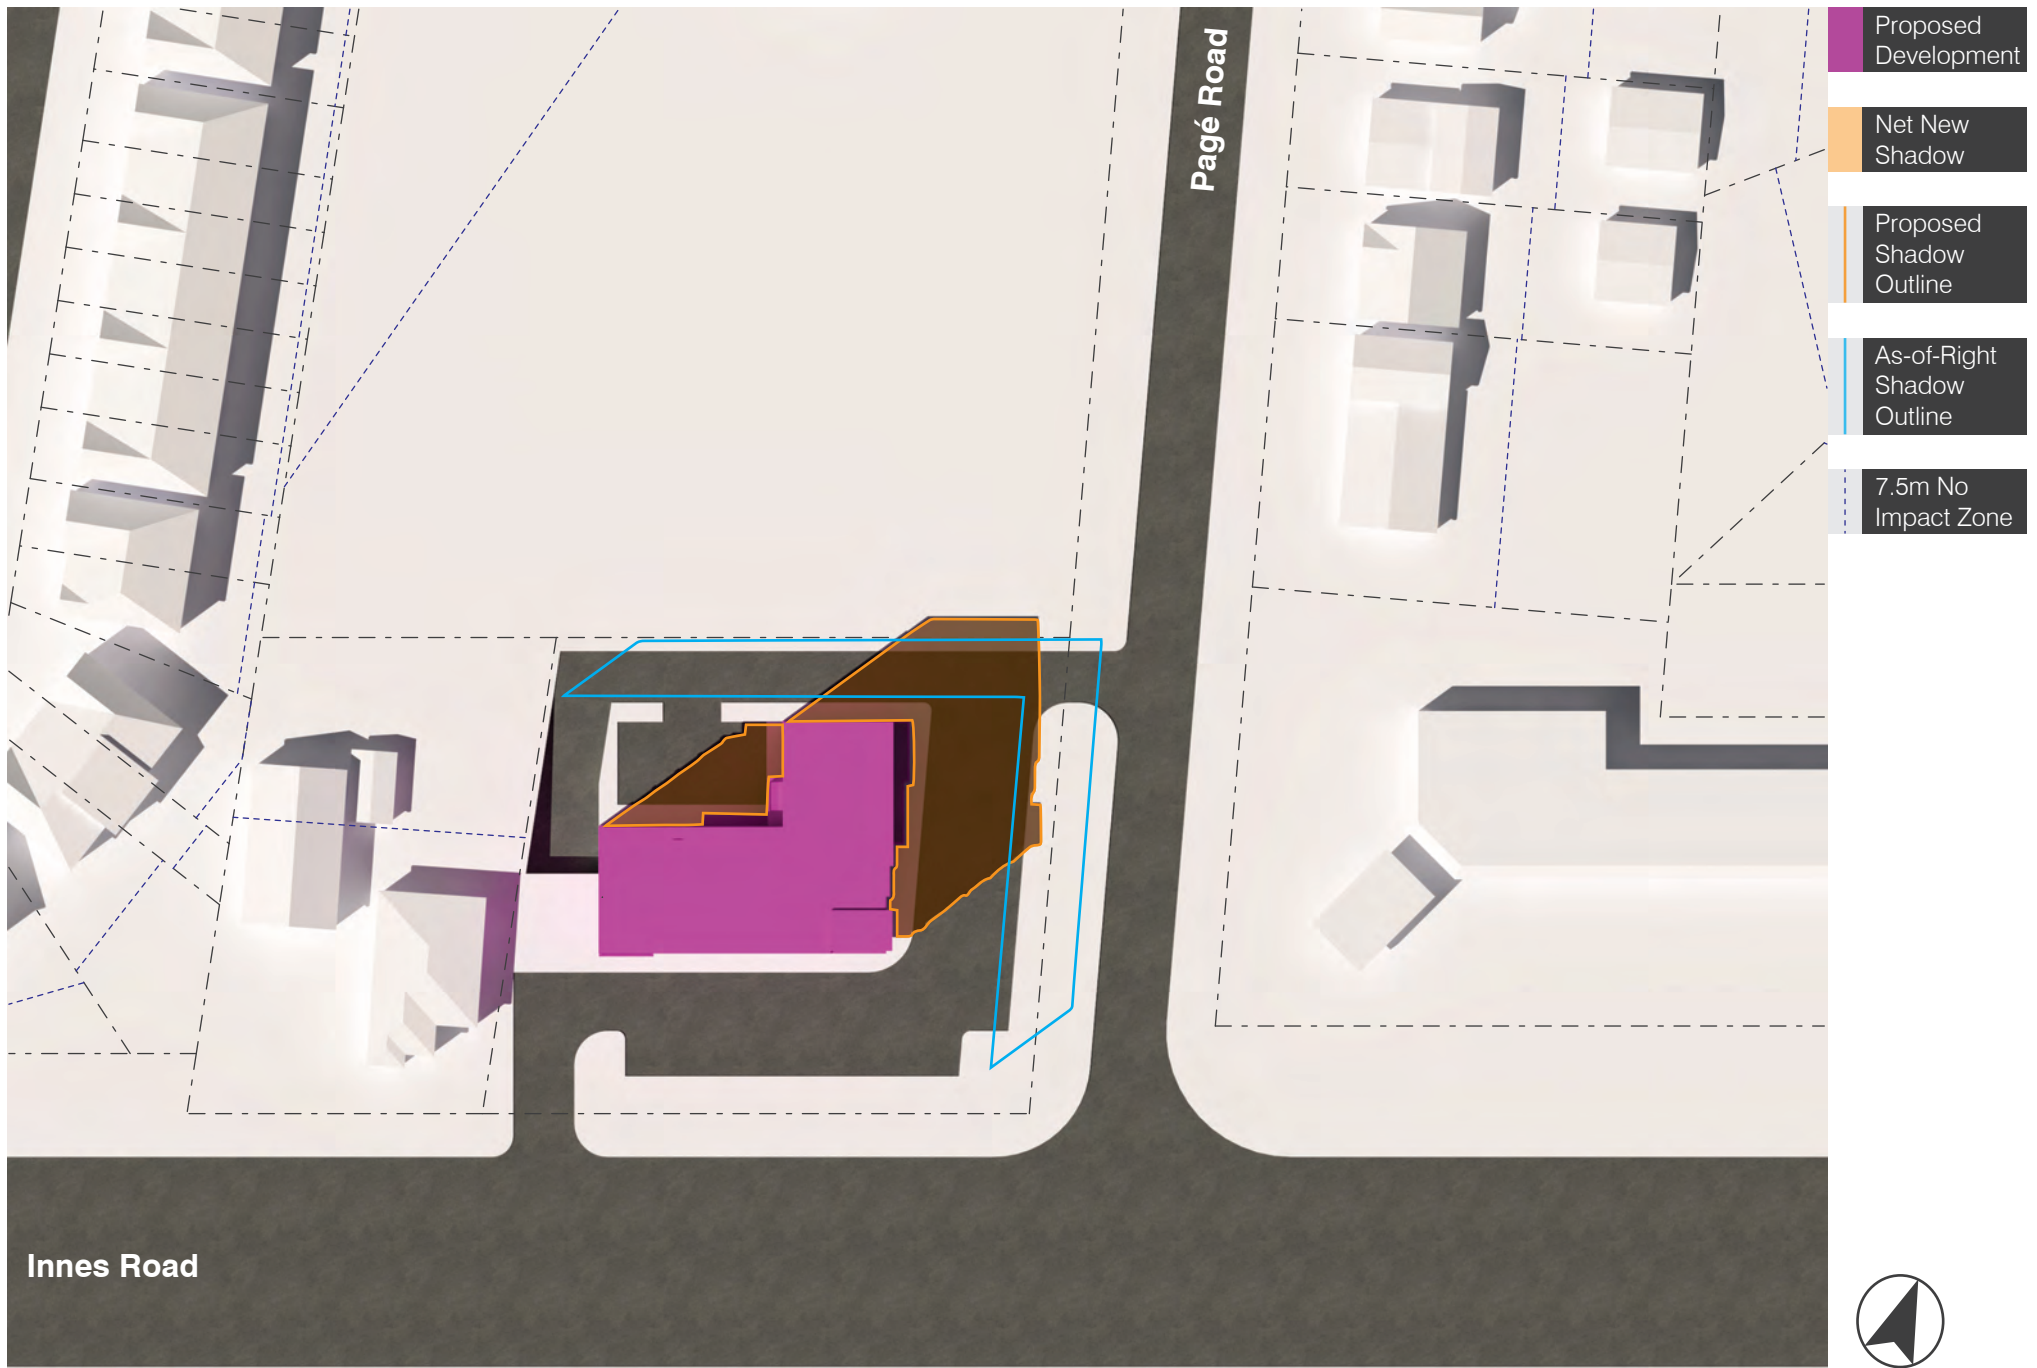 Pagé Road
Innes Road
Proposed
Development
Net New
Shadow
Proposed
Shadow
Outline
As-of-Right
Shadow
Outline
7.5m No
Impact Zone